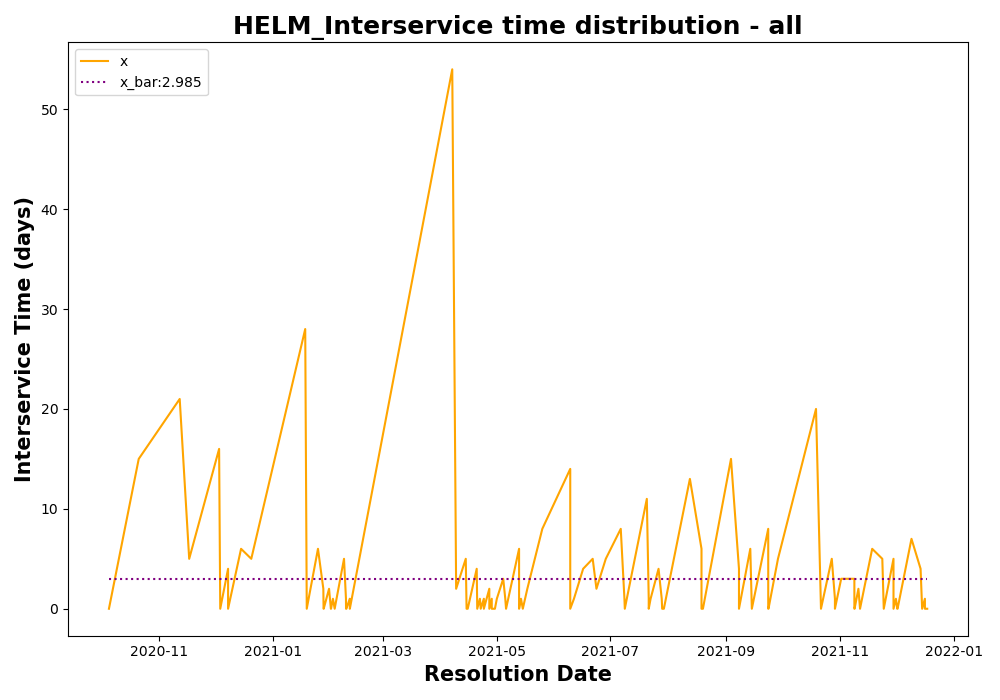 HELM_Interservice time distribution - all
x
x_bar:2.985
Interservice Time (days)
50
40
30
20
10
0
2020-11 2021-01 2021-03 2021-05 2021-07 2021-09 2021-11 2022-01
Resolution Date